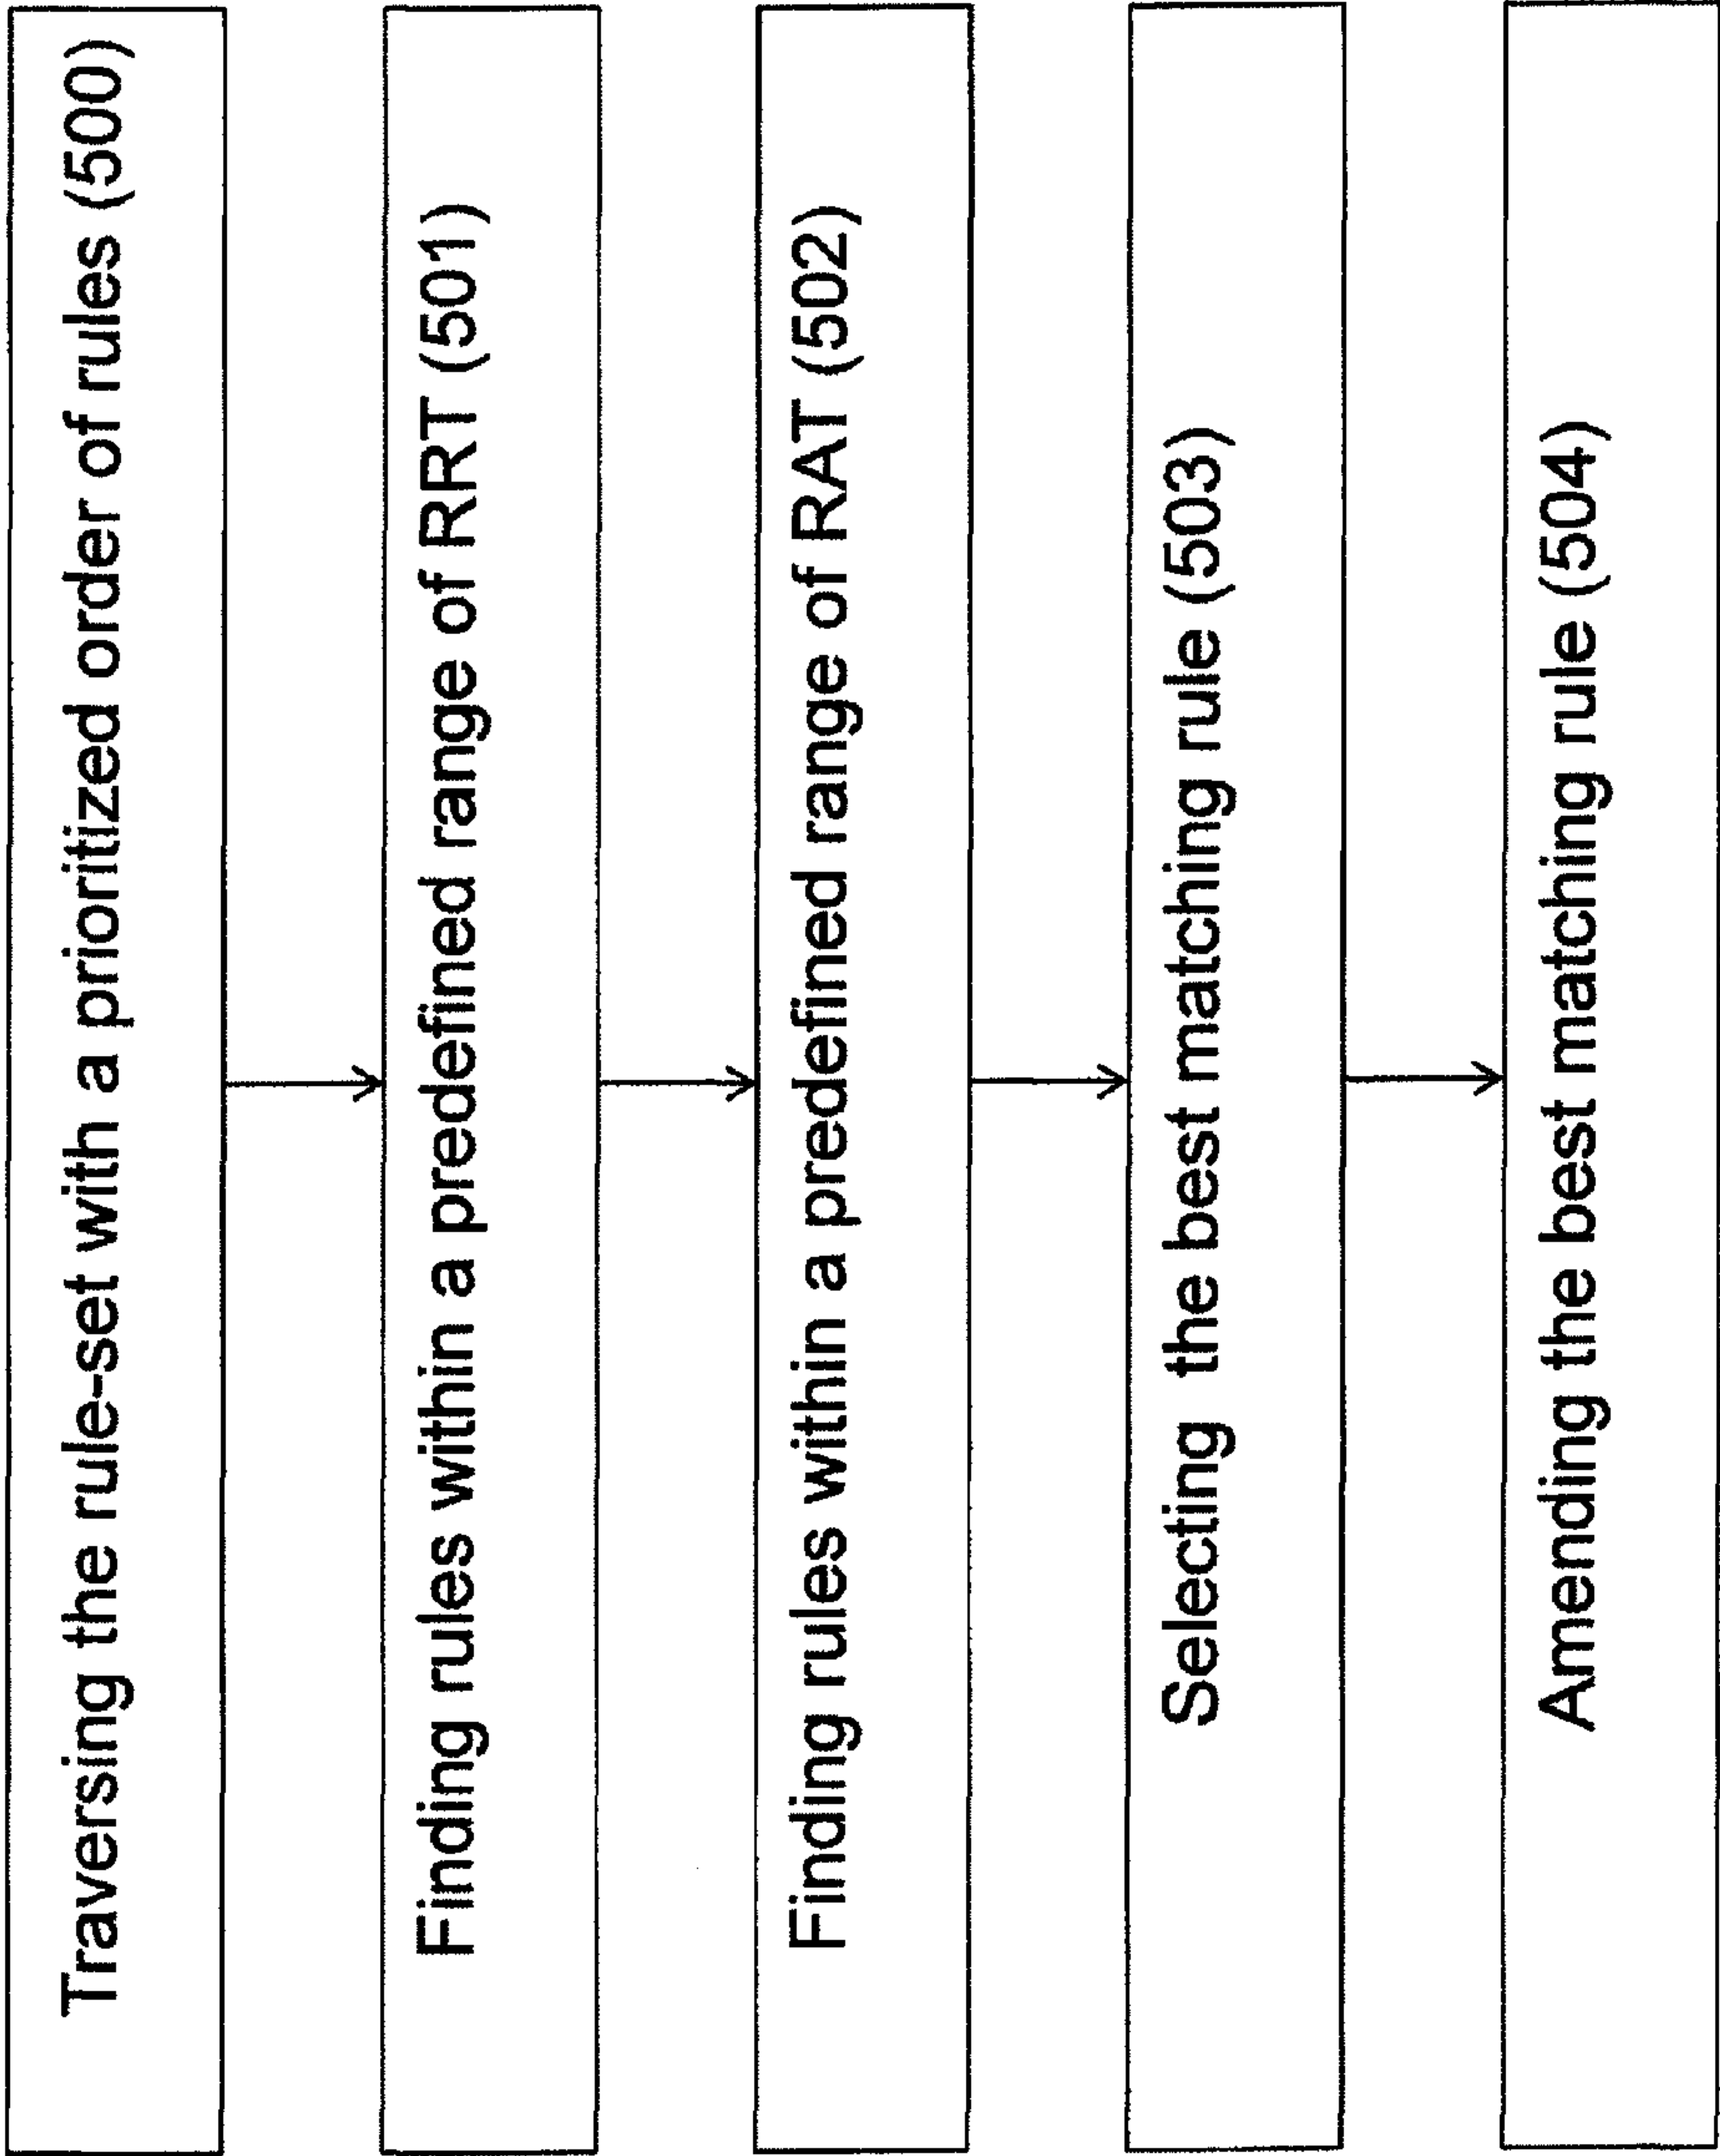 Traversing the rule-set with a prioritized order of rules (500)
Finding rules within a predefined range of RRT (501)
Finding rules within a predefined range of RAT (502)
Selecting the best matching rule (503)
Amending the best matching rule (504)